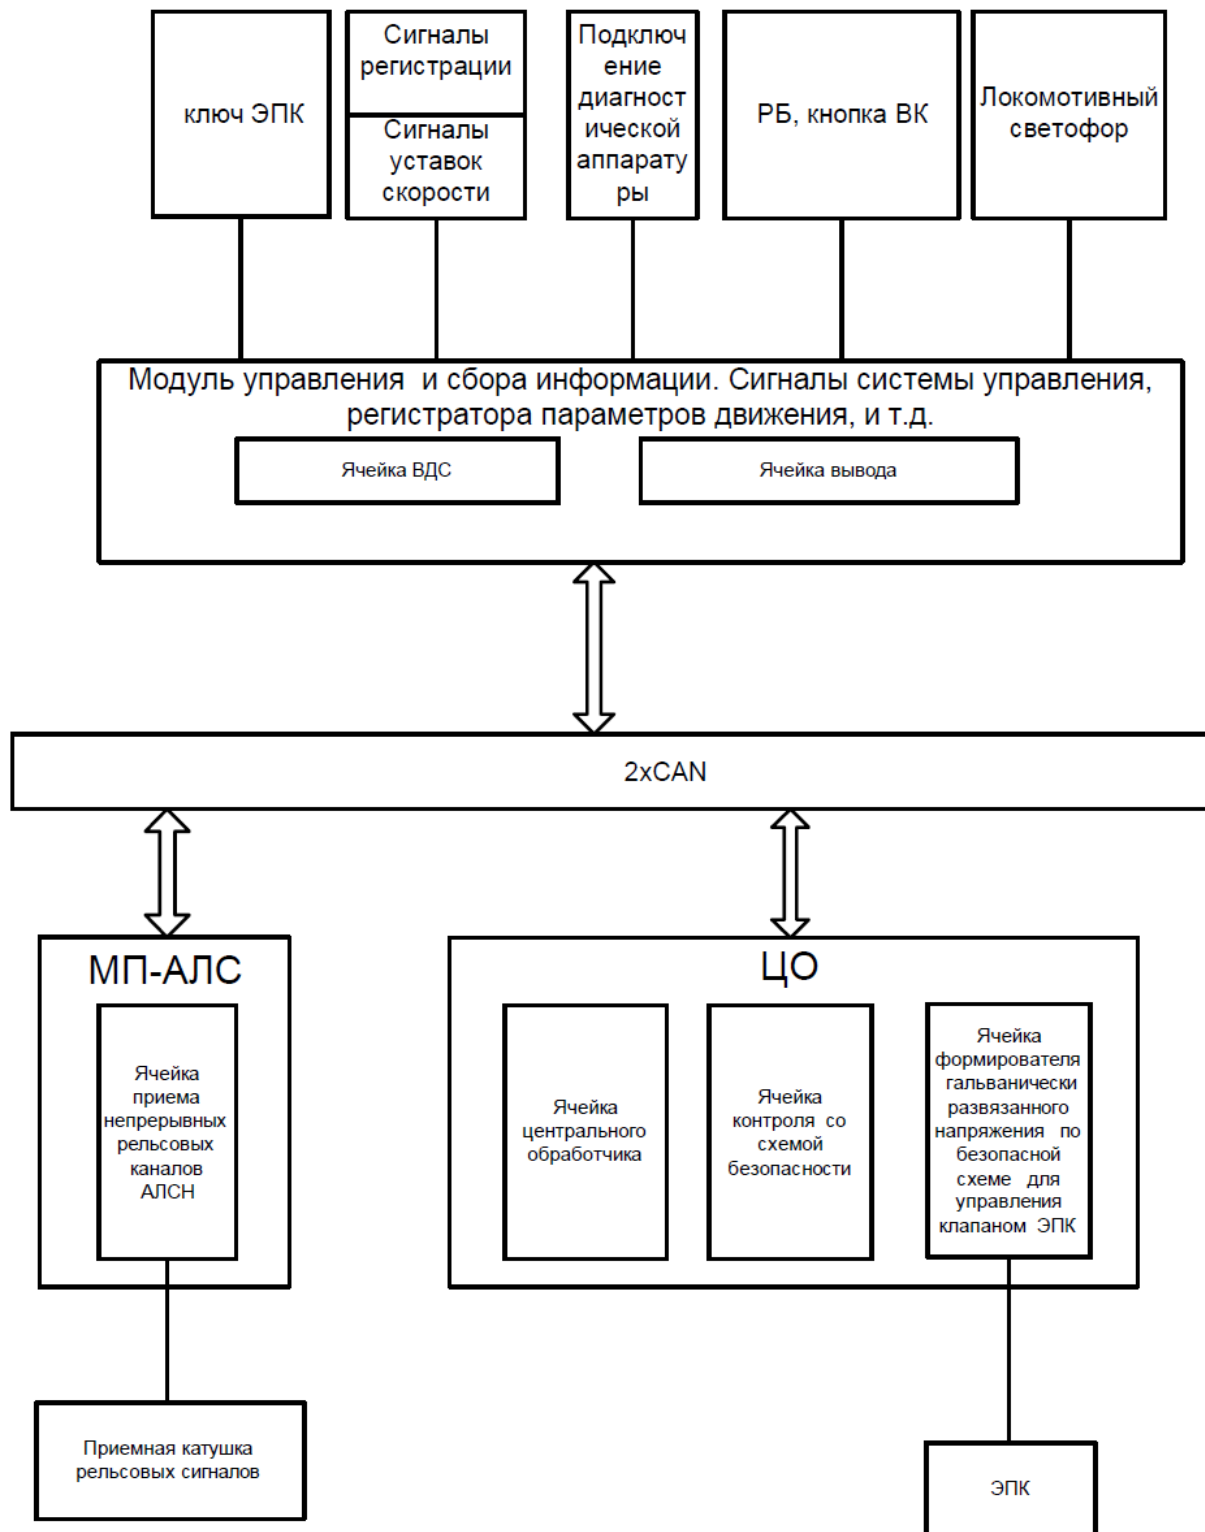 ключ ЭПК
Сигналы
регистрации
Сигналы
уставок
скорости
Подключ
ение
диагност
ической
аппарату
ры
РБ, кнопка ВК
Локомотивный
светофор
Модуль управления и сбора информации. Сигналы системы управления,
регистратора параметров движения, и т.д.
Ячейка ВДС
Ячейка вывода
2xCAN
МП-АЛС
Ячейка
приема
непрерывных
рельсовых
каналов
АЛСН
ЦО
Ячейка
центрального
обработчика
Ячейка
контроля со
схемой
безопасности
Ячейка
формирователя
гальванически
развязанного
напряжения по
безопасной
схеме для
управления
клапаном ЭПК
Приемная катушка
рельсовых сигналов
ЭПК